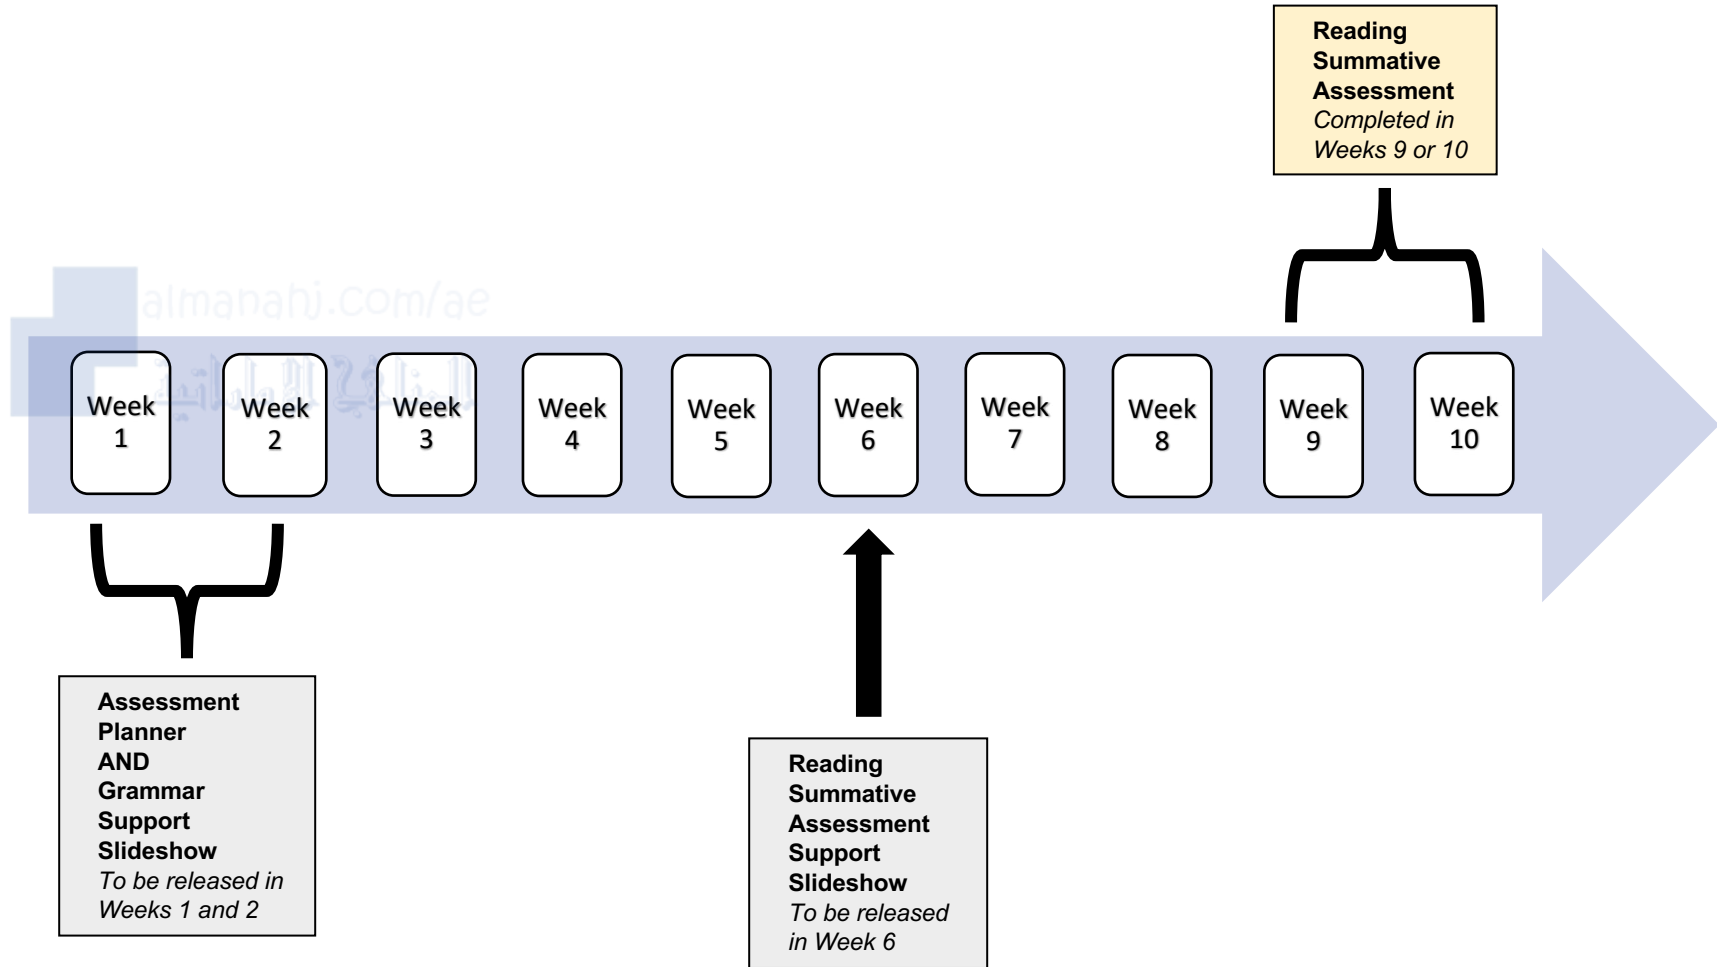 Reading
Summative
Assessment
Completed in
Weeks 9 or 10
almanahj.com/ae
المناهج الإماراتية
Week
1
Week
2
Week
3
Week
4
Week
5
Week
6
Week
7
Week
8
Week
9
Week
10
Assessment
Planner
AND
Grammar
Support
Slideshow
To be released in
Weeks 1 and 2
Reading
Summative
Assessment
Support
Slideshow
To be released
in Week 6